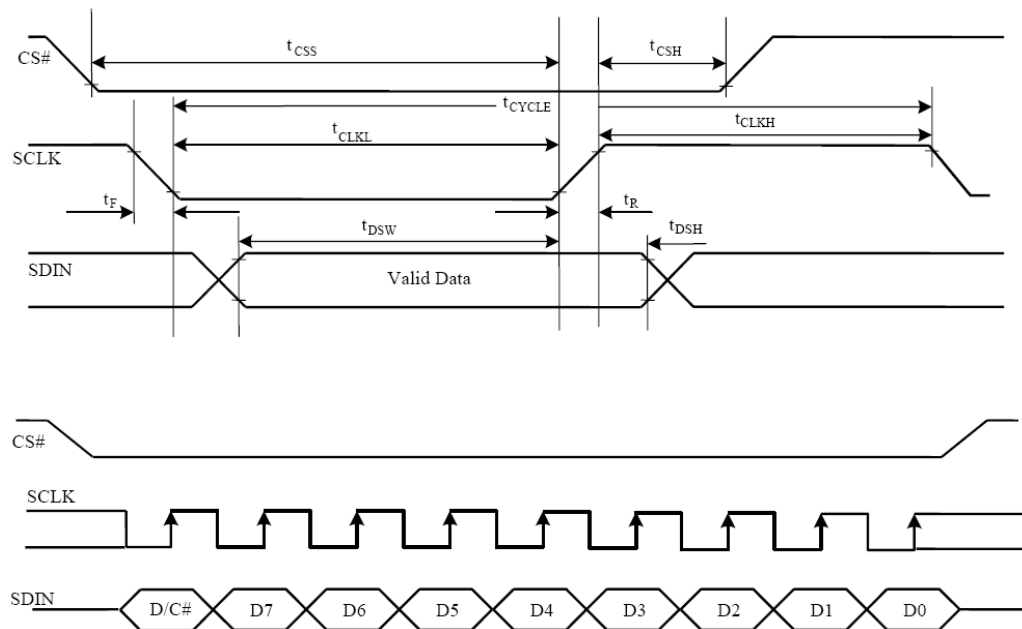 CS#
tCSS
tCSH
tCYCLE
tCLKL
tCLKH
SCLK
tF
tR
tDSW
tDSH
SDIN
Valid Data
CS#
SCLK
SDIN
D/C# D7 D6 D5 D4 D3 D2 D1 D0